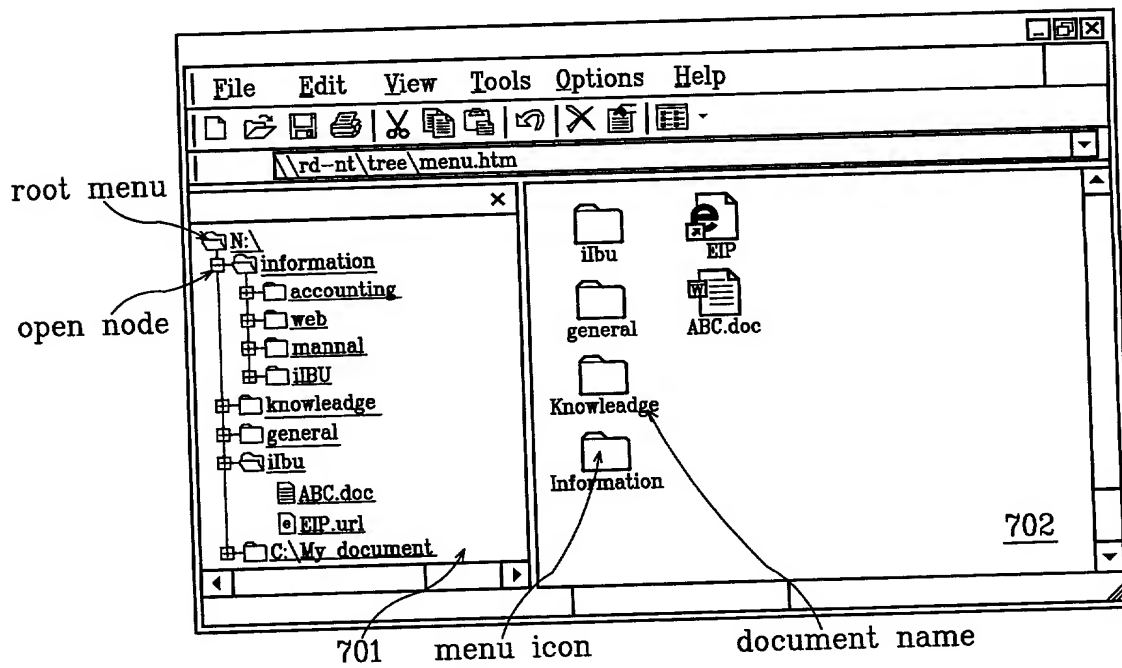 File Edit View Tools Options Help
\\rd-nt\tree\menu.htm
root menu
N:\
information
open node
accounting
web
mannal
iIBU
knowleadge
general
iIbu
ABC.doc
EIP.url
C:\My document
iIbu
EIP
general
ABC.doc
Knowleadge
Information
702
701
menu icon
document name